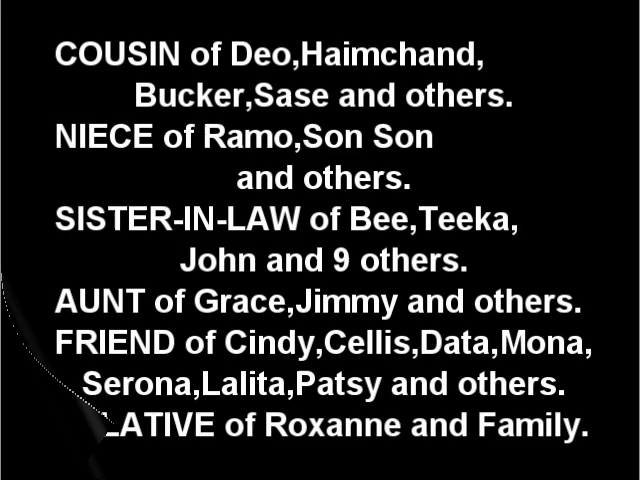 COUSIN of Deo,Haimchand,
Bucker,Sase and others.
NIECE of Ramo,Son Son
and others.
SISTER-IN-LAW of Bee,Teeka,
John and 9 others.
AUNT of Grace,Jimmy and others.
FRIEND of Cindy,Cellis,Data,Mona,
Serona,Lalita,Patsy and others.
LATIVE of Roxanne and Family.